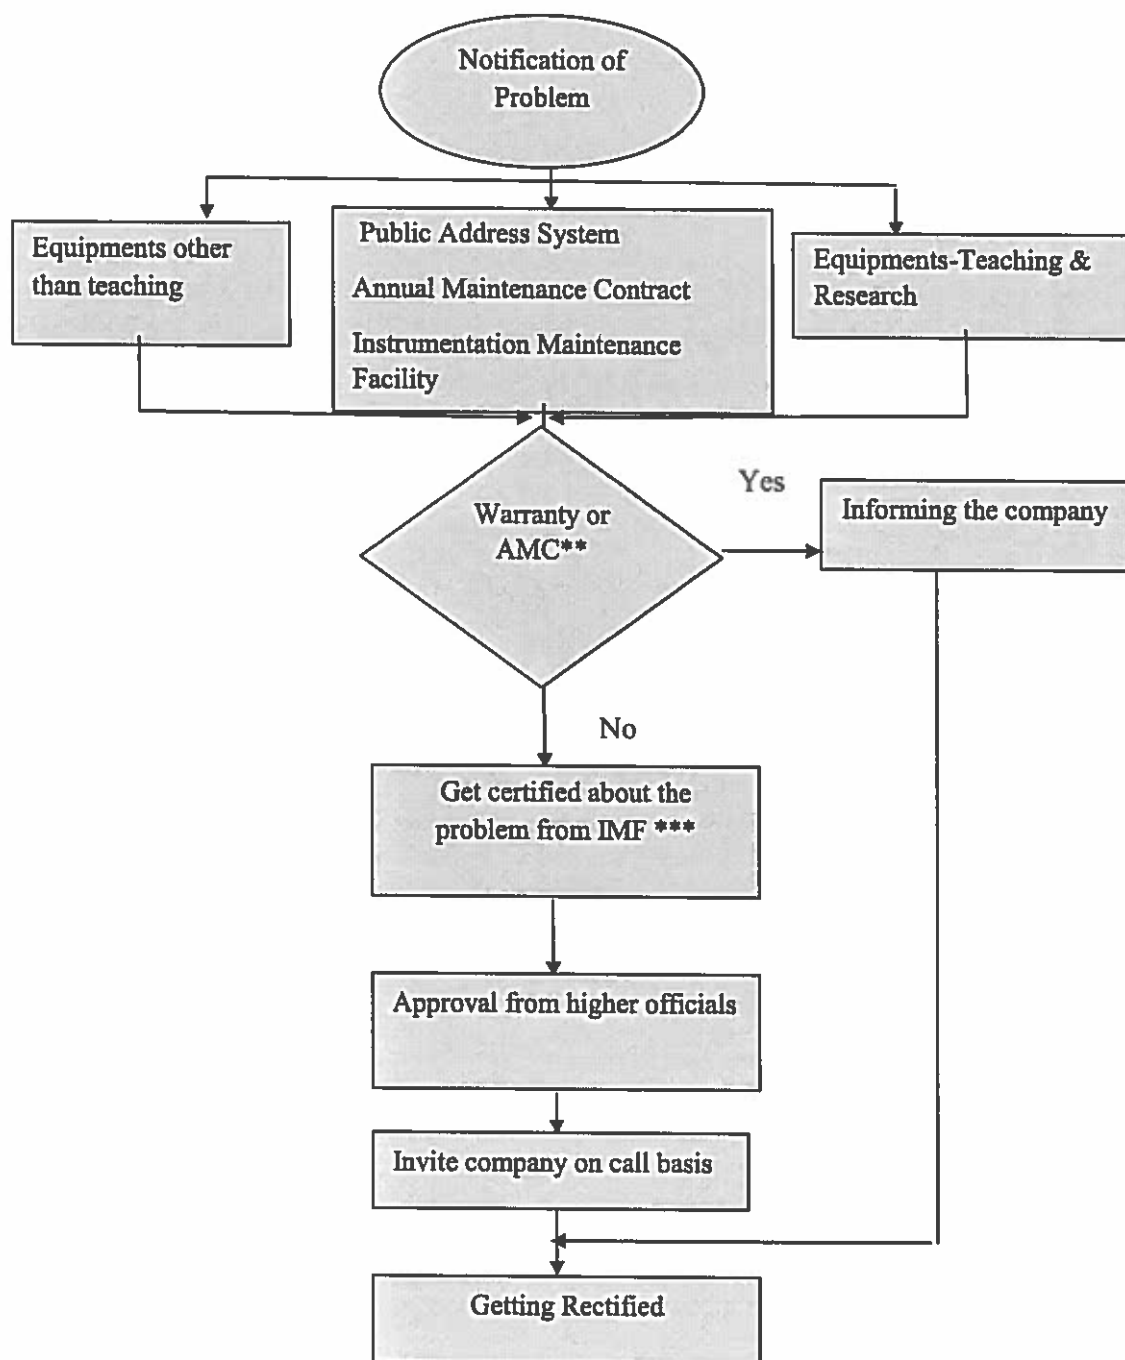 Notification of
Problem
Equipments other
than teaching
Public Address System
Annual Maintenance Contract
Instrumentation Maintenance
Facility
Equipments-Teaching &
Research
Warranty or
AMC**
Yes
Informing the company
No
Get certified about the
problem from IMF ***
Approval from higher officials
Invite company on call basis
Getting Rectified